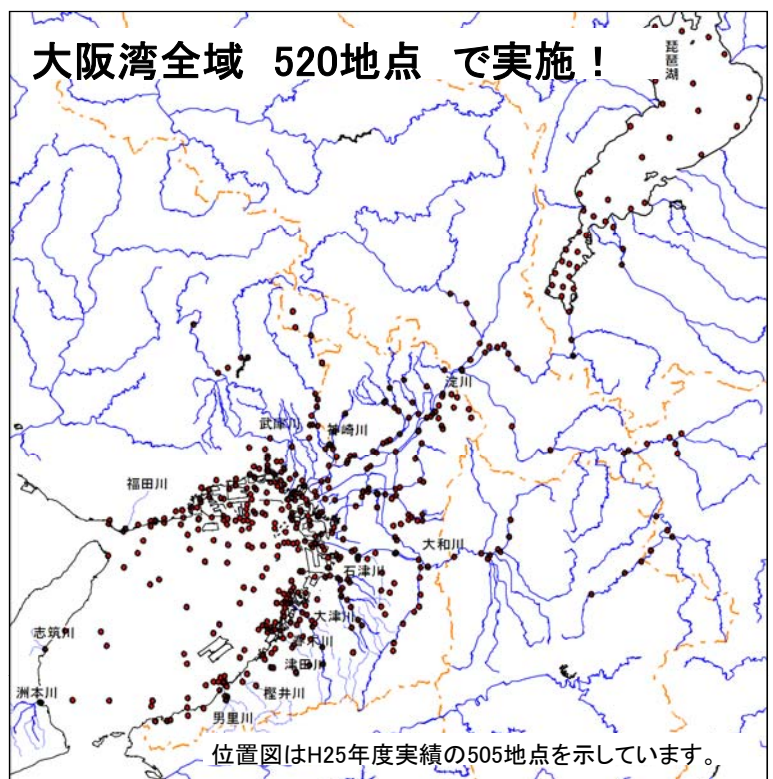 大阪湾全域 520地点 で実施！
琵琶湖
淀川
武庫川
神崎川
福田川
大和川
石津川
大津川
志筑川
津田川
洲本川
樫井川
男里川
位置図はH25年度実績の505地点を示しています。